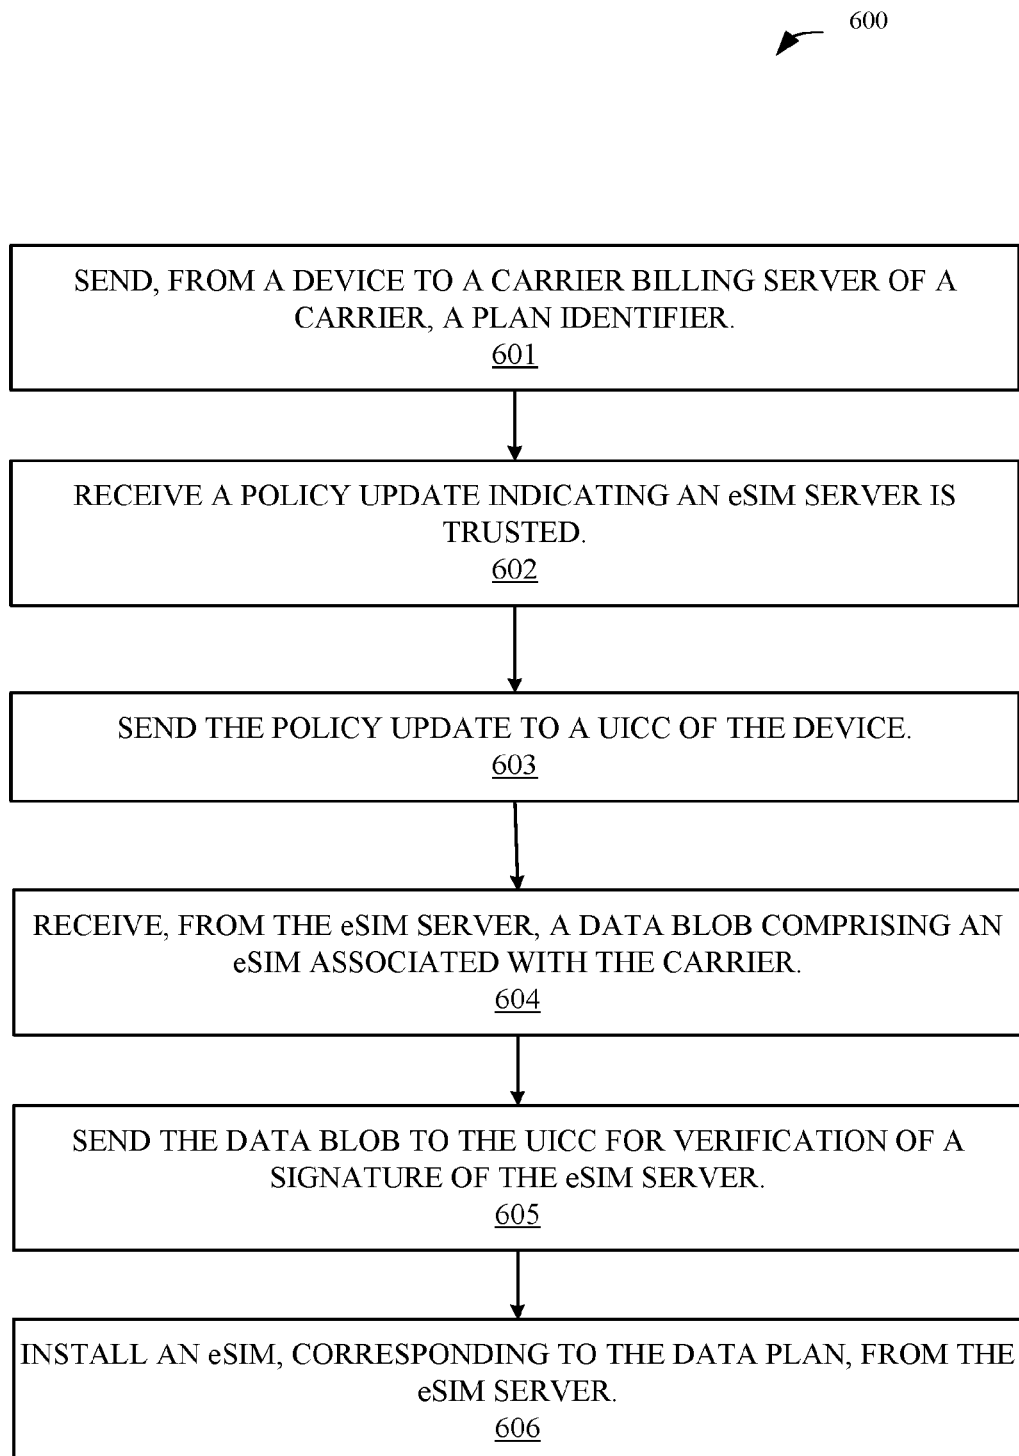 600
SEND, FROM A DEVICE TO A CARRIER BILLING SERVER OF A
CARRIER, A PLAN IDENTIFIER.
601
RECEIVE A POLICY UPDATE INDICATING AN eSIM SERVER IS
TRUSTED.
602
SEND THE POLICY UPDATE TO A UICC OF THE DEVICE.
603
RECEIVE, FROM THE eSIM SERVER, A DATA BLOB COMPRISING AN
eSIM ASSOCIATED WITH THE CARRIER.
604
SEND THE DATA BLOB TO THE UICC FOR VERIFICATION OF A
SIGNATURE OF THE eSIM SERVER.
605
INSTALL AN eSIM, CORRESPONDING TO THE DATA PLAN, FROM THE
eSIM SERVER.
606